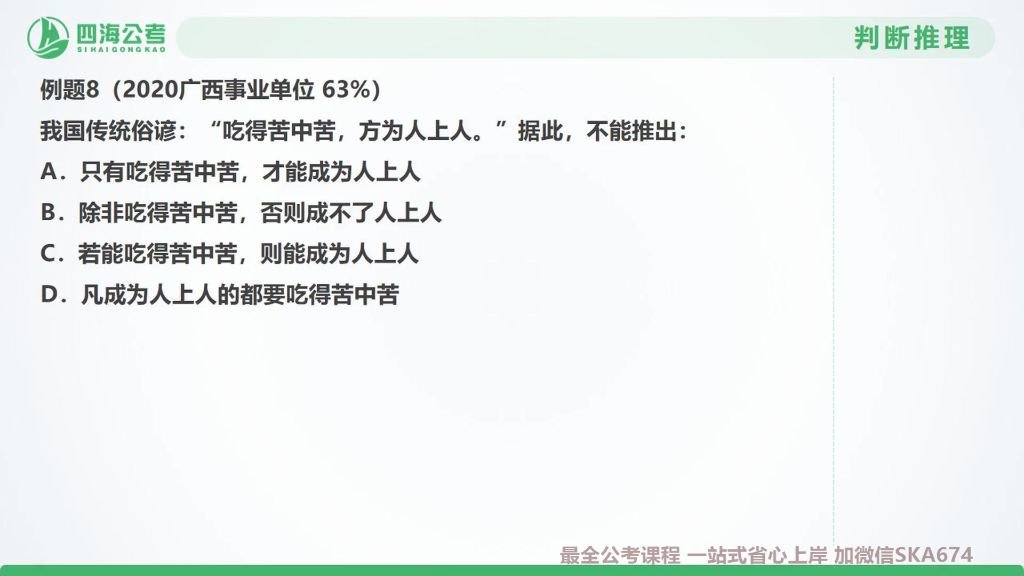 四海公考
SIHAIGONGKAO
判断推理
例题8（2020广西事业单位 63%）
我国传统俗谚：“吃得苦中苦，方为人上人。”据此，不能推出：
A．只有吃得苦中苦，才能成为人上人
B．除非吃得苦中苦，否则成不了人上人
C．若能吃得苦中苦，则能成为人上人
D．凡成为人上人的都要吃得苦中苦
最全公考课程 一站式省心上岸 加微信SKA674